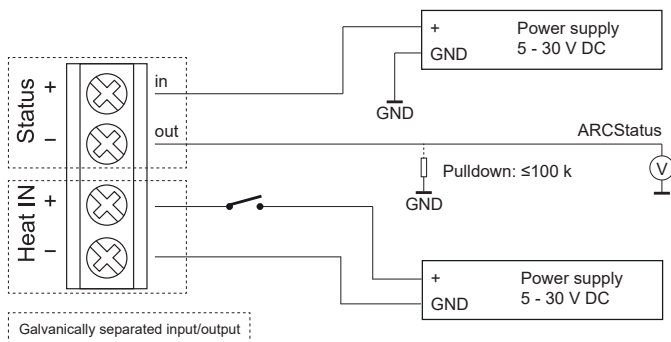 Status
+
−
in
out
+
GND
Power supply
5 - 30 V DC
GND
ARCStatus
V
Pulldown: ≤100 k
GND
Heat IN
+
−
+
GND
Power supply
5 - 30 V DC
Galvanically separated input/output